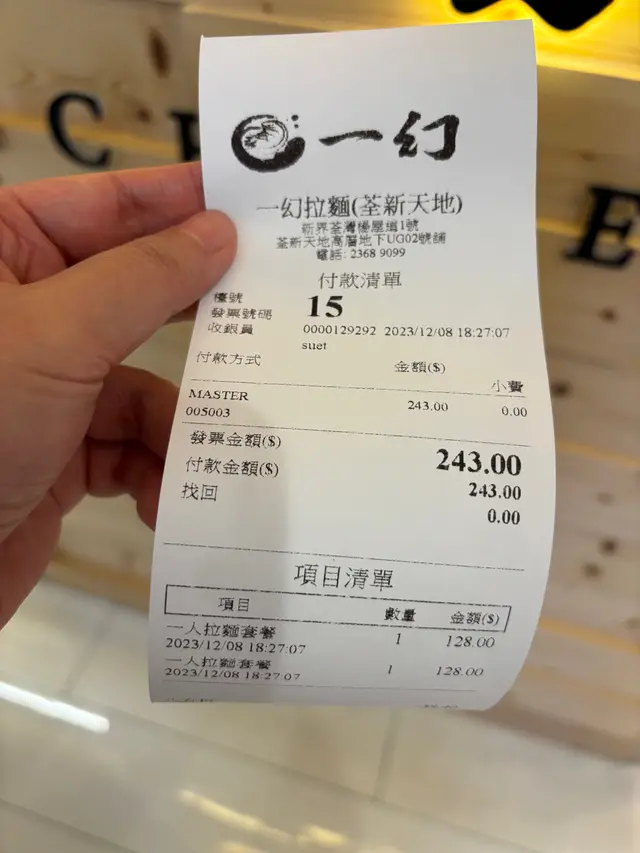 C
E
一幻
一幻拉麵(荃新天地)
新界荃灣楊屋道1號
荃新天地高層地下UG02號舖
電話: 2368 9099
付款清單
檯號 15
發票號碼 0000129292 2023/12/08 18:27:07
收銀員 suet
付款方式 金額($) 小費
MASTER 243.00 0.00
005003
發票金額($) 243.00
付款金額($) 243.00
找回 0.00
項目清單
項目 數量 金額($)
一人拉麵套餐 1 128.00
2023/12/08 18:27:07
一人拉麵套餐 1 128.00
2023/12/08 18:27:07